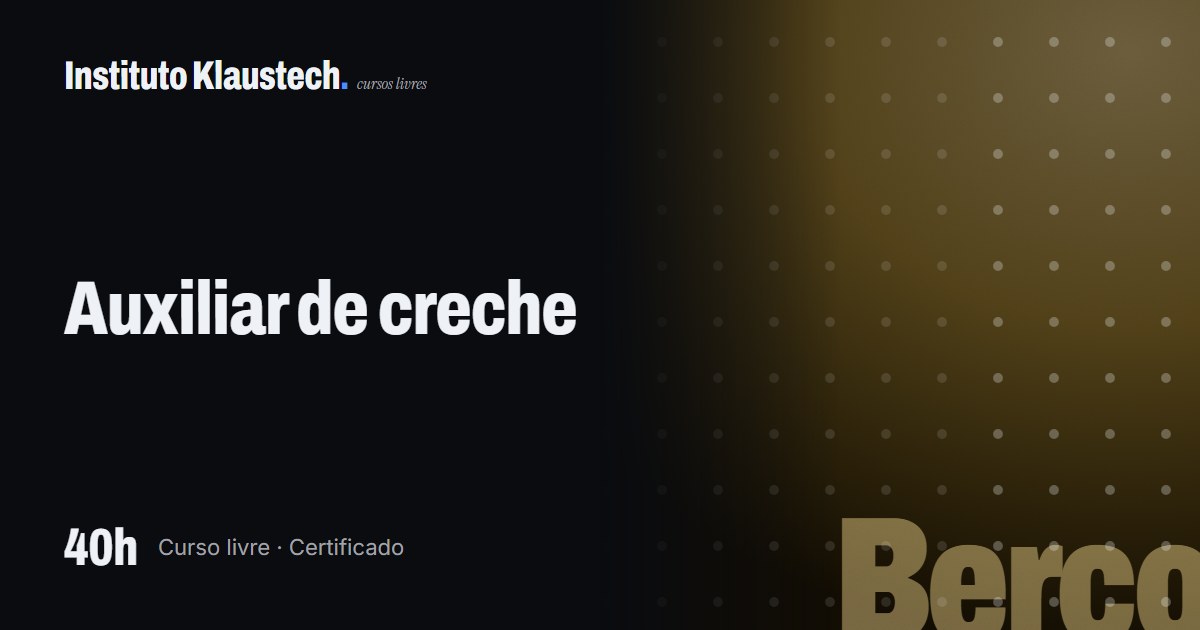 Instituto Klaustech. cursos livres
Auxiliar de creche
40h Curso livre · Certificado
Berco